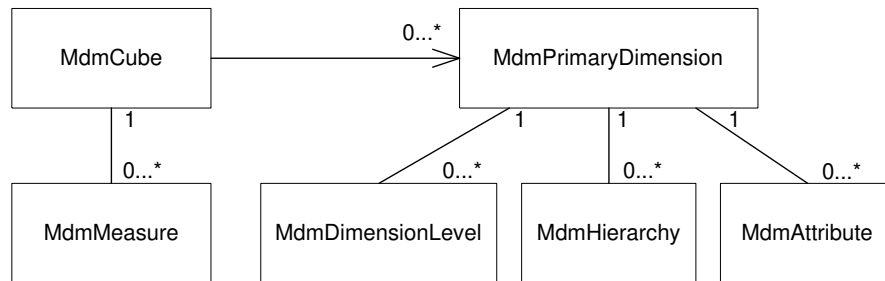 0...*
MdmCube
MdmPrimaryDimension
1
1
1
1
0...*
0...*
0...*
0...*
MdmMeasure
MdmDimensionLevel
MdmHierarchy
MdmAttribute